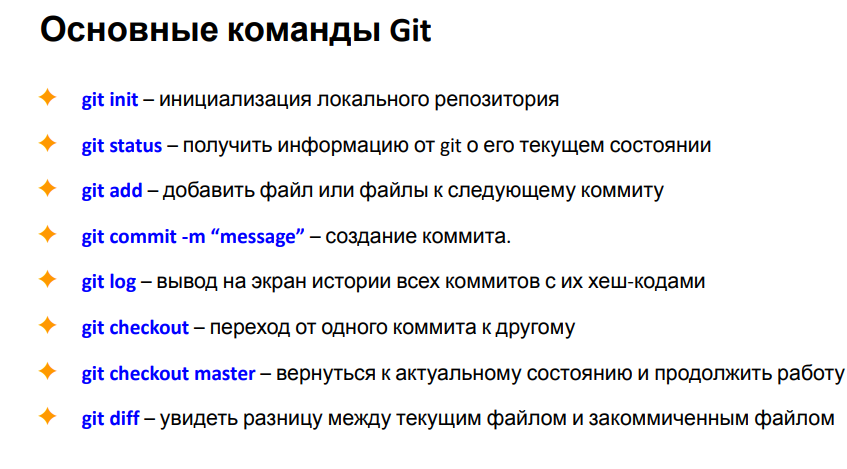 Основные команды Git
git init – инициализация локального репозитория
git status – получить информацию от git о его текущем состоянии
git add – добавить файл или файлы к следующему коммиту
git commit -m “message” – создание коммита.
git log – вывод на экран истории всех коммитов с их хеш-кодами
git checkout – переход от одного коммита к другому
git checkout master – вернуться к актуальному состоянию и продолжить работу
git diff – увидеть разницу между текущим файлом и закоммиченным файлом